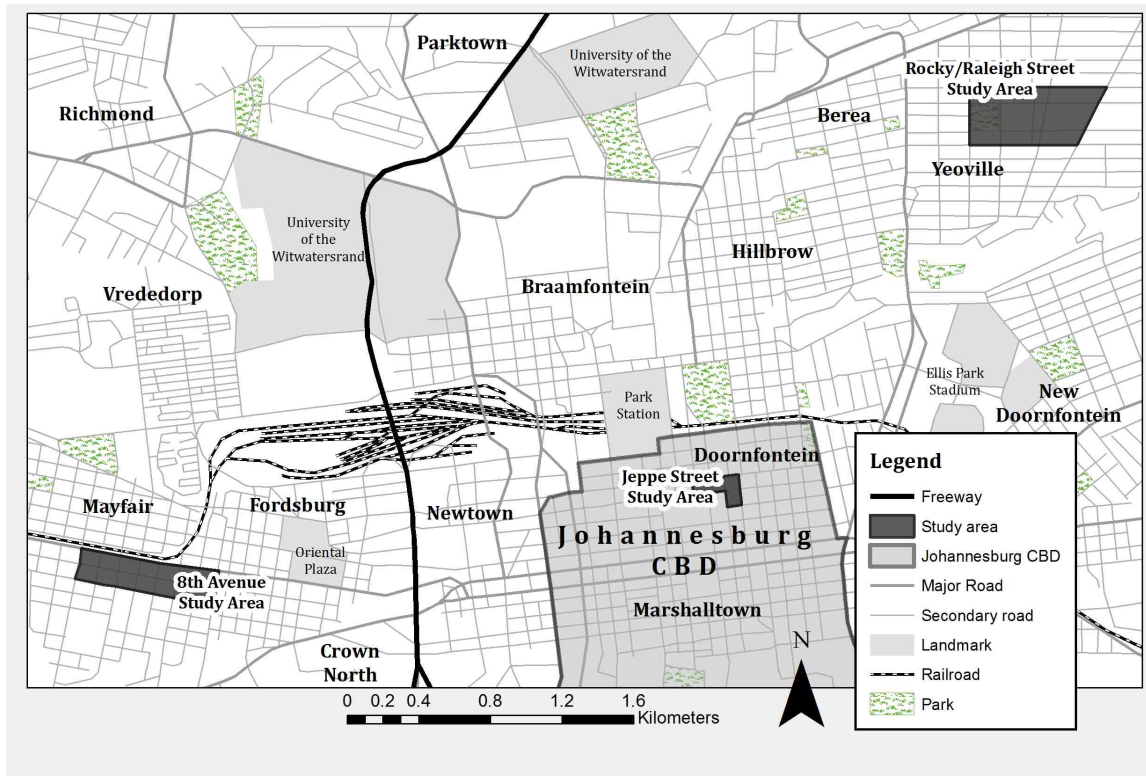 Parktown
University of the
Witwatersrand
Rocky/Raleigh Street
Study Area
Richmond
Berea
Yeoville
University
of the
Witwatersrand
Hillbrow
Vrededorp
Braamfontein
Ellis Park
Stadium
New
Doornfontein
Park
Station
Doornfontein
Jeppe Street
Study Area
Mayfair
Fordsburg
Newtown
Johannesburg
CBD
Oriental
Plaza
8th Avenue
Study Area
Marshalltown
Crown
North
N
0 0.2 0.4 0.8 1.2 1.6
Kilometers
Legend
Freeway
Study area
Johannesburg CBD
Major Road
Secondary road
Landmark
Railroad
Park